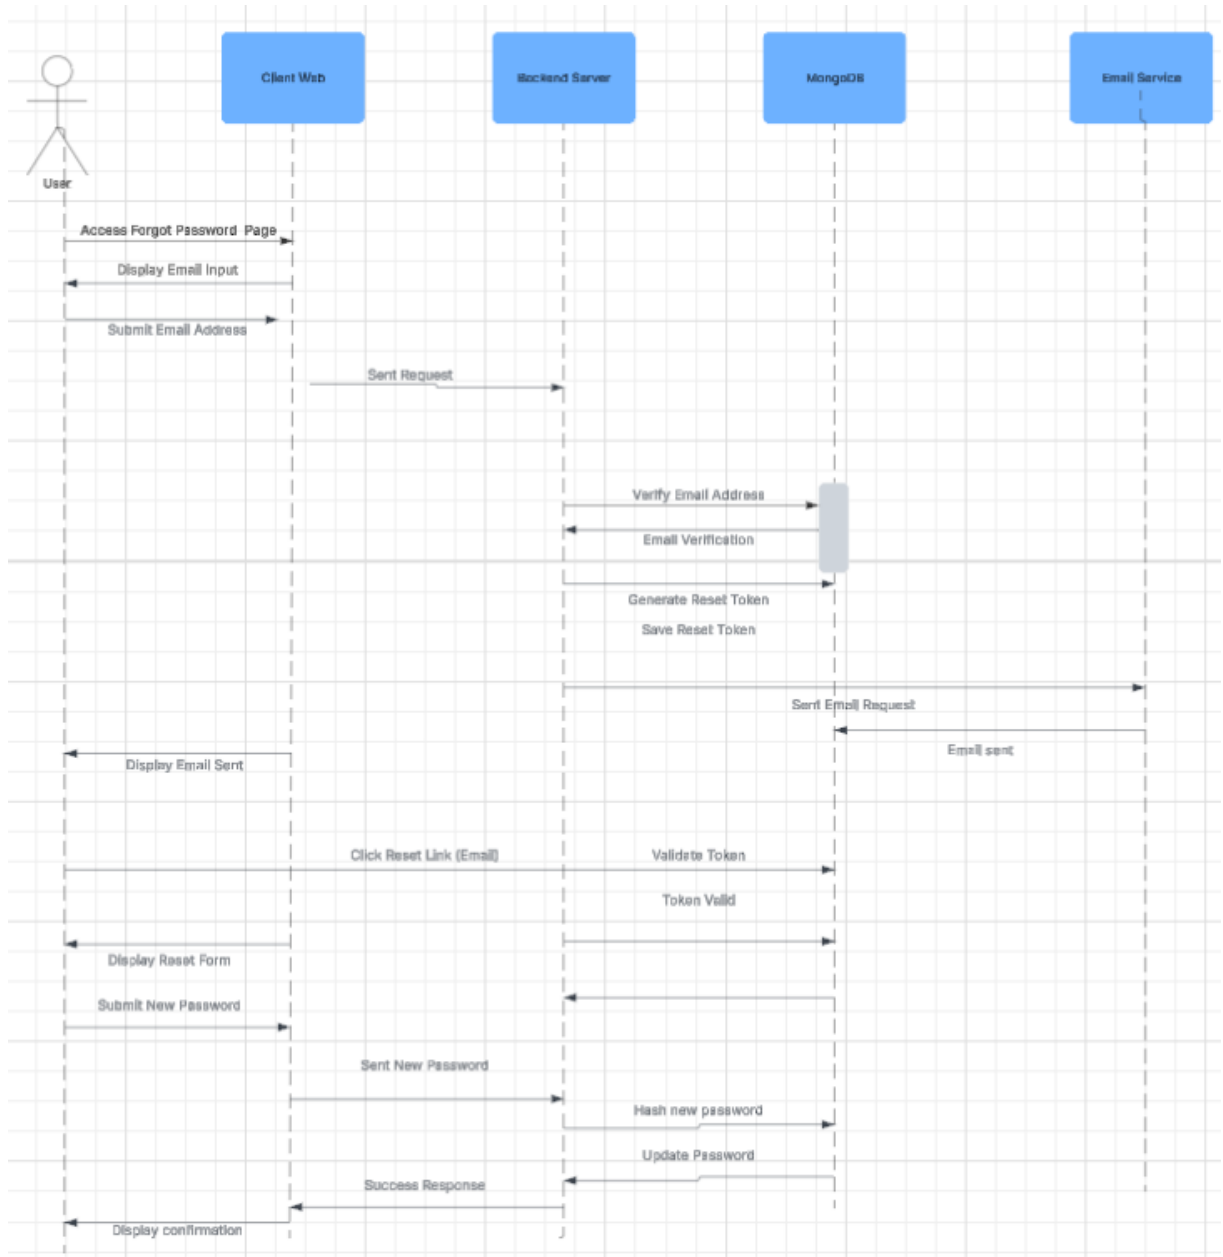 Client Web
Backend Server
MongoDB
Email Service
User
Access Forgot Password Page
Display Email Input
Submit Email Address
Sent Request
Verify Email Address
Email Verification
Generate Reset Token
Save Reset Token
Sent Email Request
Email sent
Display Email Sent
Click Reset Link (Email)
Validate Token
Token Valid
Display Reset Form
Submit New Password
Sent New Password
Hash new password
Update Password
Success Response
Display confirmation